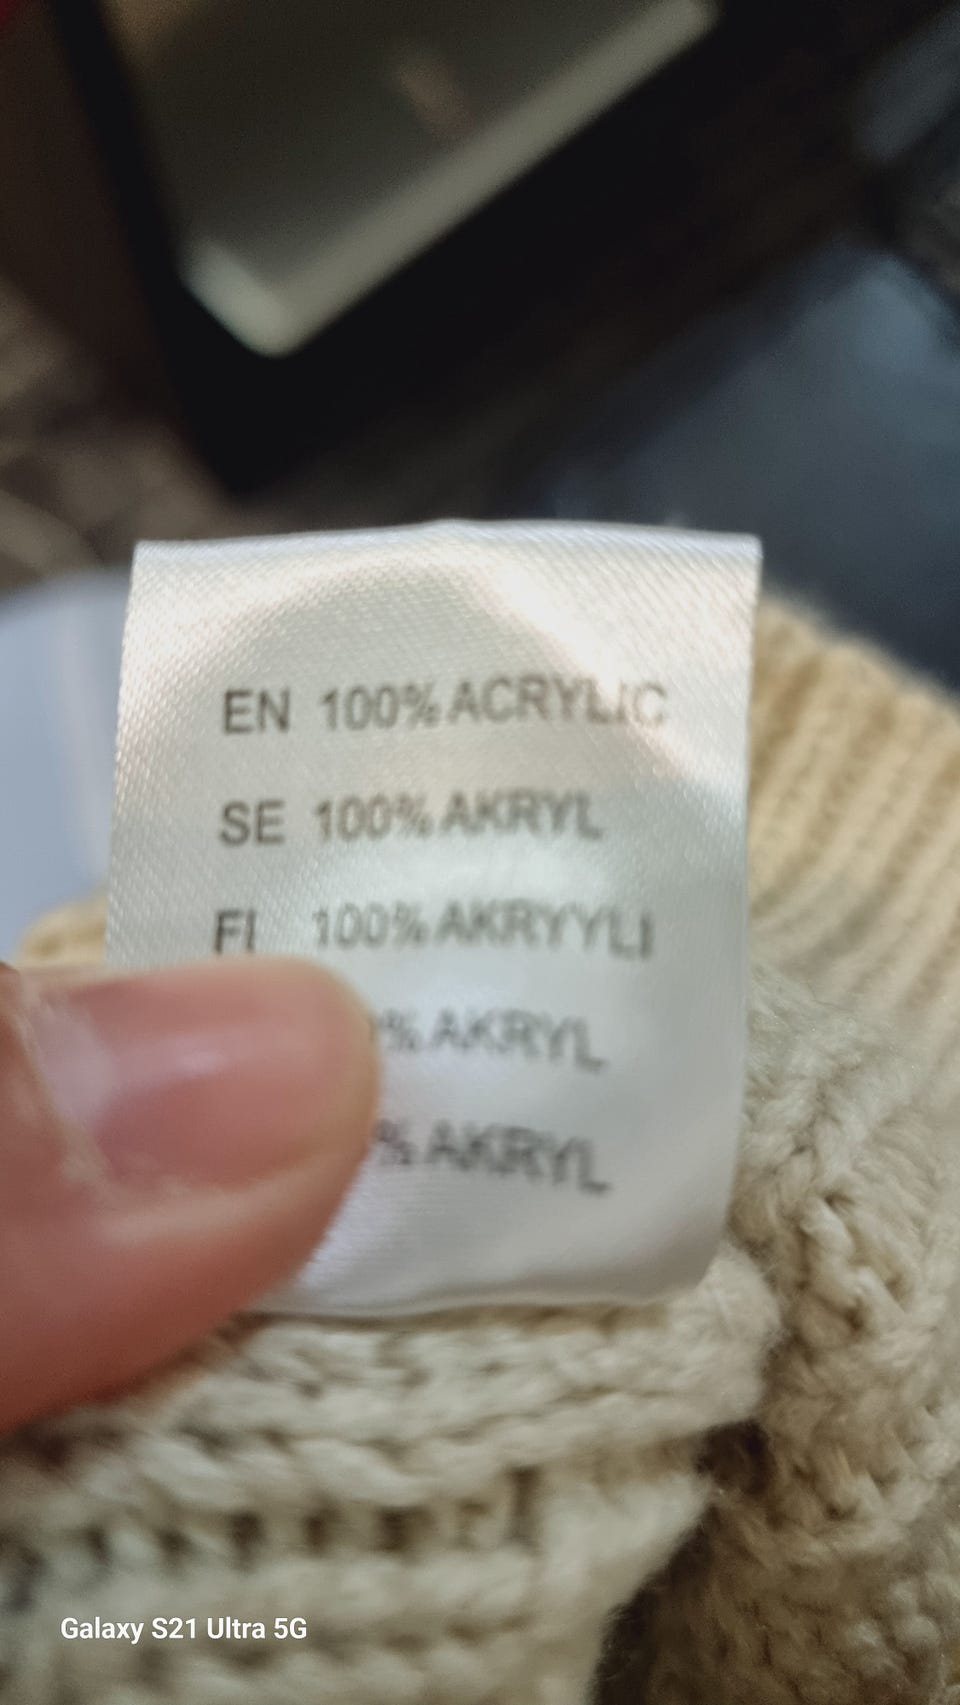 EN 100% ACRYLIC
SE 100% AKRYL
FI 100% AKRYYLI
% AKRYL
% AKRYL
Galaxy S21 Ultra 5G